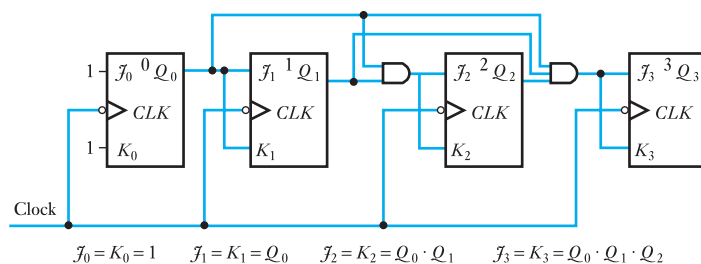 1 J₀ 0 Q₀ J₁ 1 Q₁ J₂ 2 Q₂ J₃ 3 Q₃
CLK CLK CLK CLK
1 K₀ K₁ K₂ K₃
Clock
J₀ = K₀ = 1 J₁ = K₁ = Q₀ J₂ = K₂ = Q₀ · Q₁ J₃ = K₃ = Q₀ · Q₁ · Q₂